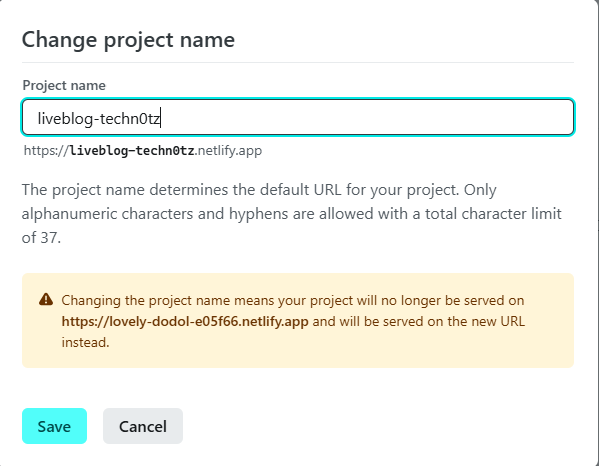 Change project name
Project name
liveblog-techn0tz
https://liveblog-techn0tz.netlify.app
The project name determines the default URL for your project. Only
alphanumeric characters and hyphens are allowed with a total character limit
of 37.
Changing the project name means your project will no longer be served on
https://lovely-dodol-e05f66.netlify.app and will be served on the new URL
instead.
Save
Cancel